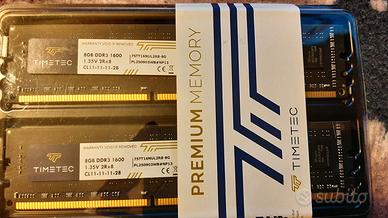 WARRANTY VOID IF REMOVED
8GB DDR3 1600
1.35V 2Rx8
CL11-11-11-28
TIMETEC
WARRANTY VOID IF REMOVED
8GB DDR3 1600
1.35V 2Rx8
CL11-11-11-28
TIMETEC
PREMIUM MEMORY
TIMETEC
subito